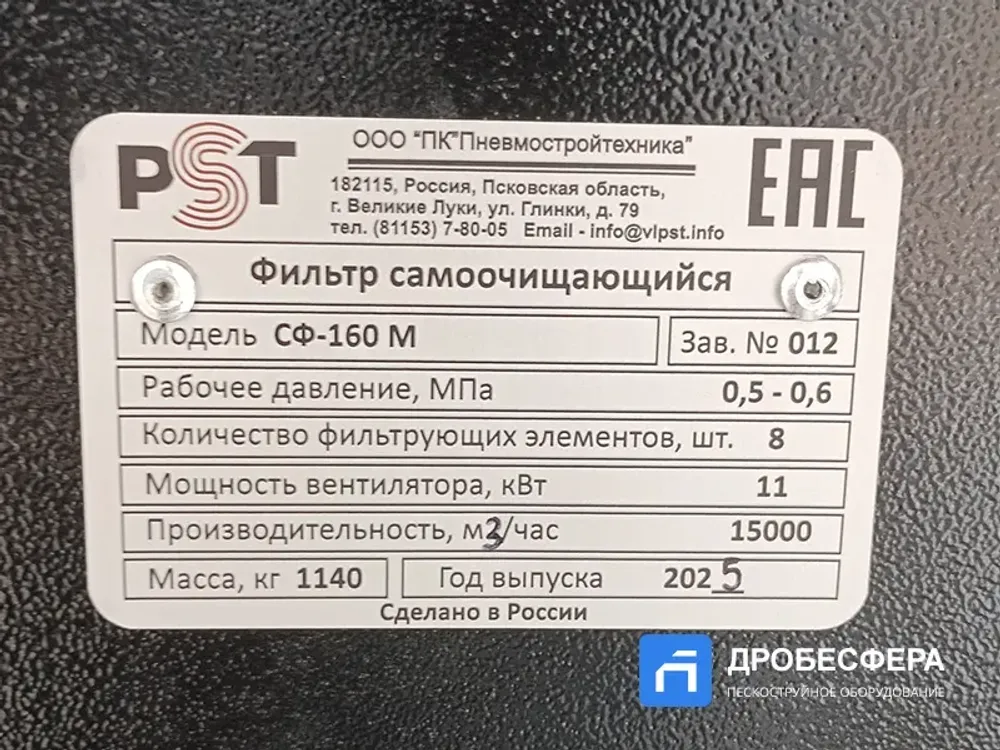 PST
ООО "ПК"Пневмостройтехника"
182115, Россия, Псковская область,
г. Великие Луки, ул. Глинки, д. 79
тел. (81153) 7-80-05 Email - info@vlpst.info
ЕАС
Фильтр самоочищающийся
Модель СФ-160 М
Зав. № 012
Рабочее давление, МПа 0,5 - 0,6
Количество фильтрующих элементов, шт. 8
Мощность вентилятора, кВт 11
Производительность, м3/час 15000
Масса, кг 1140
Год выпуска 2025
Сделано в России
ДРОБЕСФЕРА
ПЕСКОСТРУЙНОЕ ОБОРУДОВАНИЕ